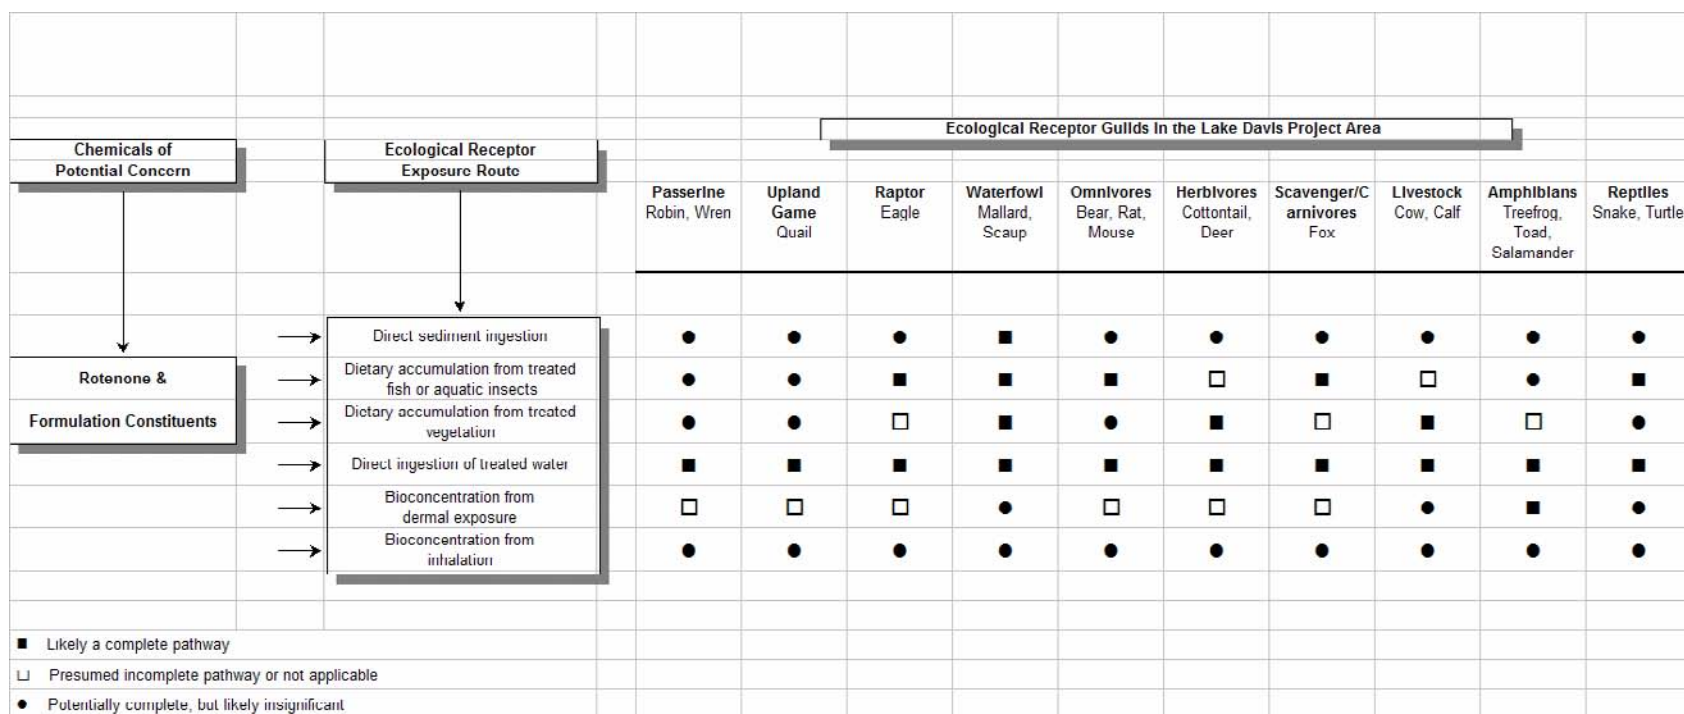 Ecological Receptor Guilds in the Lake Davis Project Area
Chemicals of
Potential Concern
Ecological Receptor
Exposure Route
Passerine
Robin, Wren
Upland
Game
Quail
Raptor
Eagle
Waterfowl
Mallard,
Scaup
Omnivores
Bear, Rat,
Mouse
Herbivores
Cottontail,
Deer
Scavenger/C
arnivores
Fox
Livestock
Cow, Calf
Amphibians
Treefrog,
Toad,
Salamander
Reptiles
Snake, Turtle
Rotenone &
Formulation Constituents
Direct sediment ingestion
● ● ● ■ ● ● ● ● ● ●
Dietary accumulation from treated
fish or aquatic insects
● ● ■ ■ ■ □ ■ □ ● ■
Dietary accumulation from treated
vegetation
● ● □ ■ ● ■ □ ■ □ ●
Direct ingestion of treated water
■ ■ ■ ■ ■ ■ ■ ■ ■ ■
Bioconcentration from
dermal exposure
□ □ □ ● □ □ □ ● ■ ●
Bioconcentration from
inhalation
● ● ● ● ● ● ● ● ● ●
■ Likely a complete pathway
□ Presumed incomplete pathway or not applicable
● Potentially complete, but likely insignificant